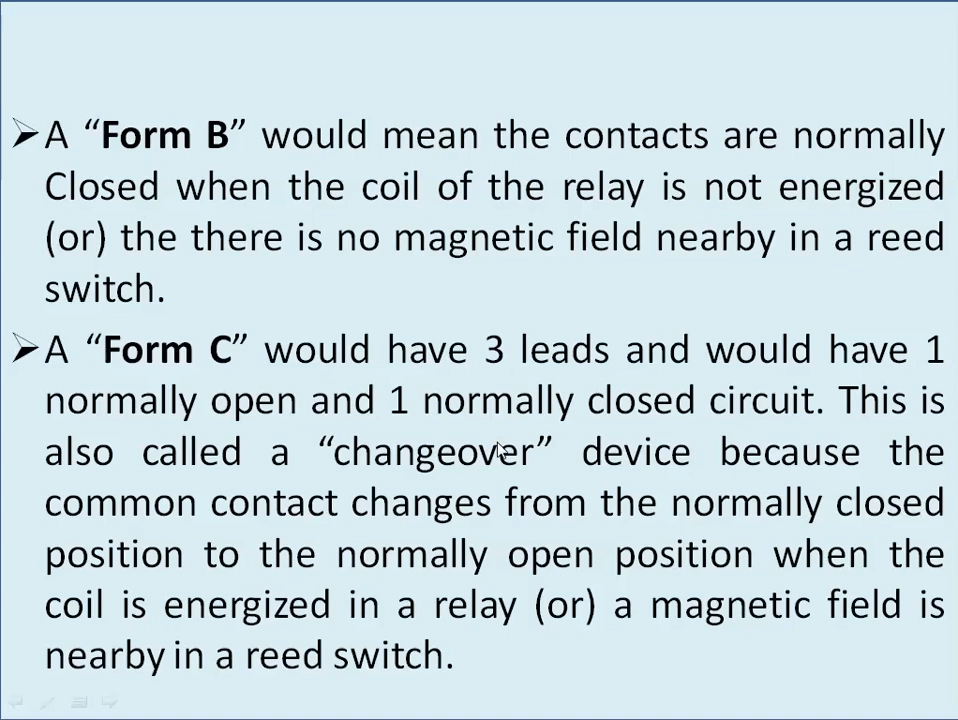 ➢A “Form B” would mean the contacts are normally
Closed when the coil of the relay is not energized
(or) the there is no magnetic field nearby in a reed
switch.
➢A “Form C” would have 3 leads and would have 1
normally open and 1 normally closed circuit. This is
also called a “changeover” device because the
common contact changes from the normally closed
position to the normally open position when the
coil is energized in a relay (or) a magnetic field is
nearby in a reed switch.